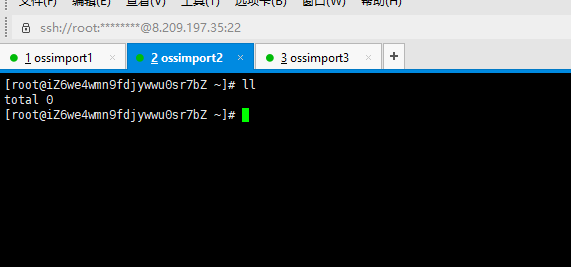 文件(F) 编辑(E) 查看(V) 工具(T) 选项卡(B) 窗口(W) 帮助(H)
ssh://root:********@8.209.197.35:22
1 ossimport1 × 2 ossimport2 × 3 ossimport3 × +
[root@iZ6we4wmn9fdjywwu0sr7bZ ~]# ll
total 0
[root@iZ6we4wmn9fdjywwu0sr7bZ ~]#